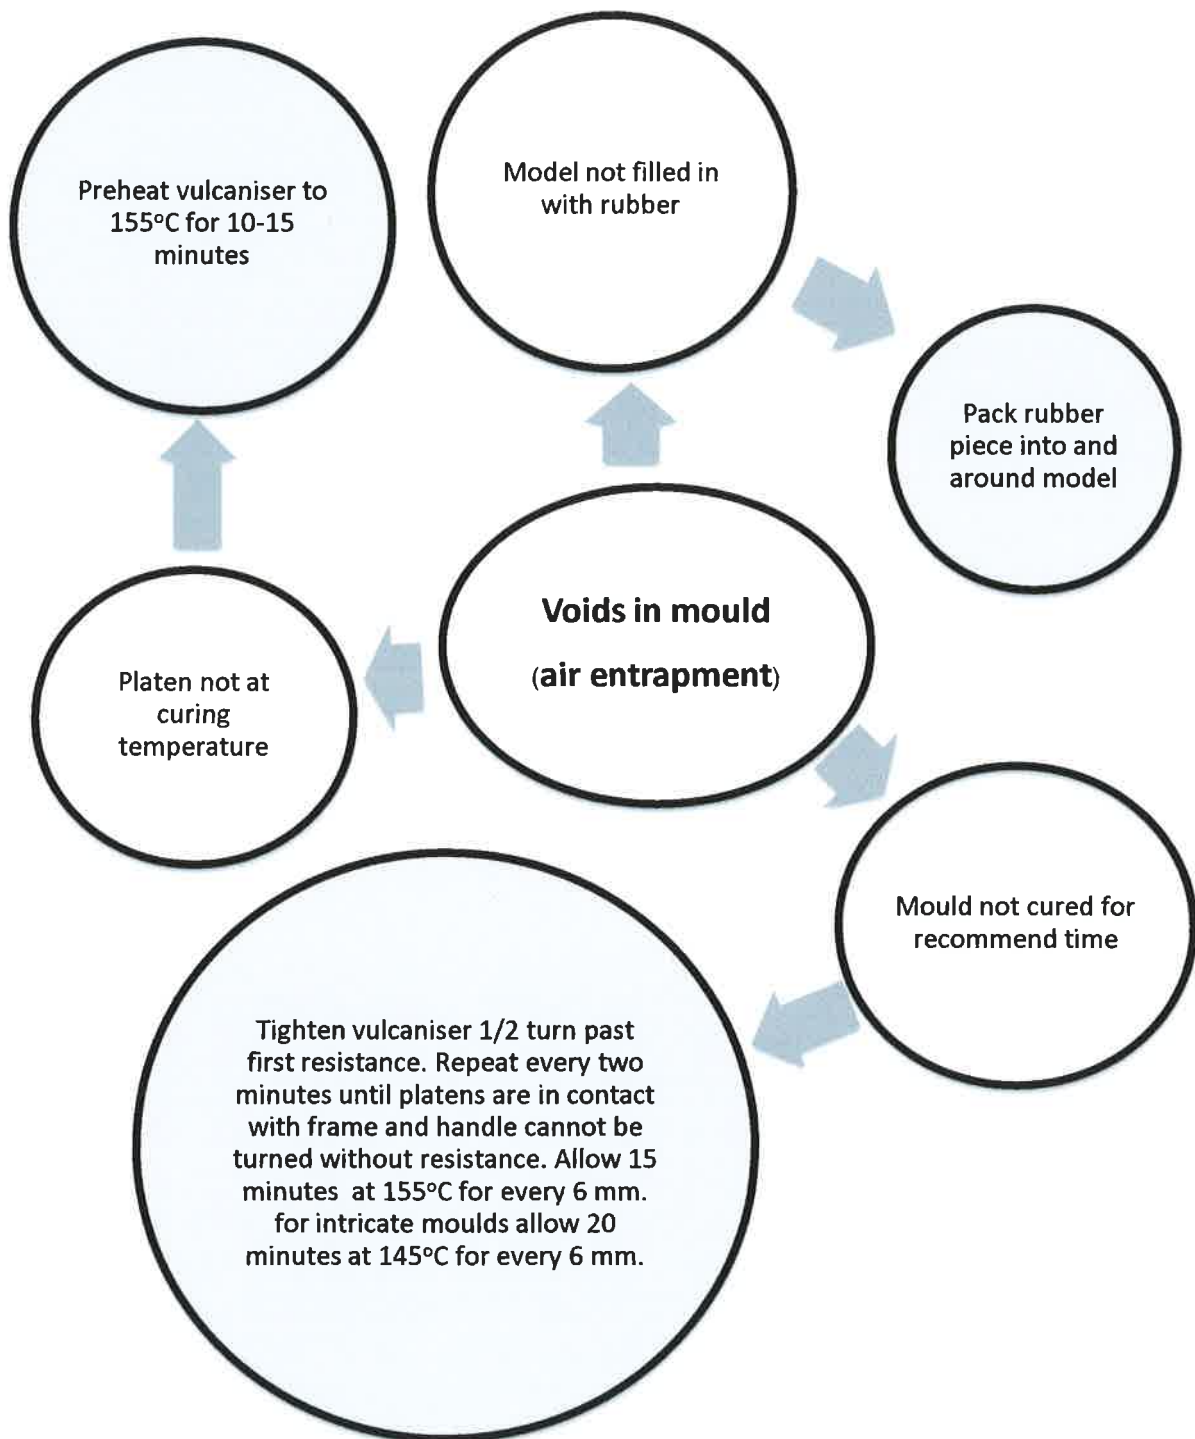 Preheat vulcaniser to
155°C for 10-15
minutes
Model not filled in
with rubber
Pack rubber
piece into and
around model
Voids in mould
(air entrapment)
Platen not at
curing
temperature
Mould not cured for
recommend time
Tighten vulcaniser 1/2 turn past
first resistance. Repeat every two
minutes until platens are in contact
with frame and handle cannot be
turned without resistance. Allow 15
minutes  at 155°C for every 6 mm.
for intricate moulds allow 20
minutes at 145°C for every 6 mm.